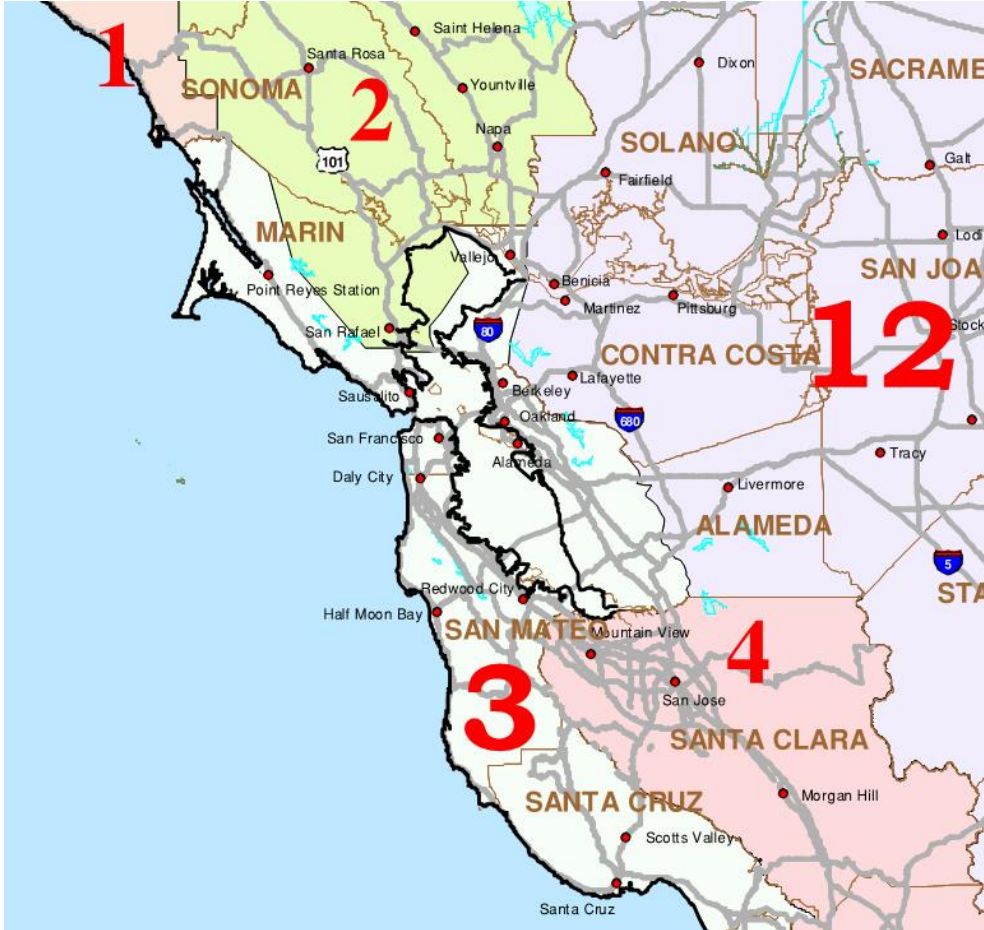 1
Saint Helena
Santa Rosa
Dixon
SACRAME
SONOMA
Yountville
2
Napa
SOLANO
101
Galt
Fairfield
MARIN
Lodi
Vallejo
SAN JOA
Point Reyes Station
Benicia
Martinez
Pittsburg
12
Stock
San Rafael
80
CONTRA COSTA
Lafayette
Berkeley
Sausalito
Oakland
680
San Francisco
Alameda
Tracy
Daly City
Livermore
ALAMEDA
5
Redwood City
STA
Half Moon Bay
SAN MATEO
Mountain View
4
3
San Jose
SANTA CLARA
SANTA CRUZ
Morgan Hill
Scotts Valley
Santa Cruz